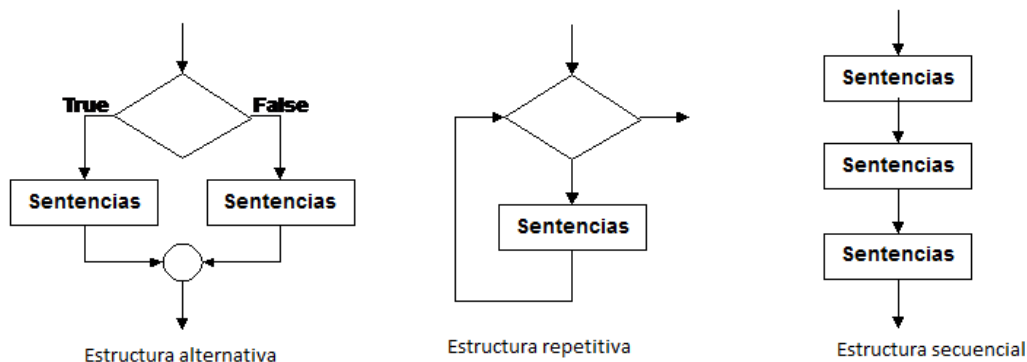 True
False
Sentencias
Sentencias
Estructura alternativa
Sentencias
Estructura repetitiva
Sentencias
Sentencias
Sentencias
Estructura secuencial